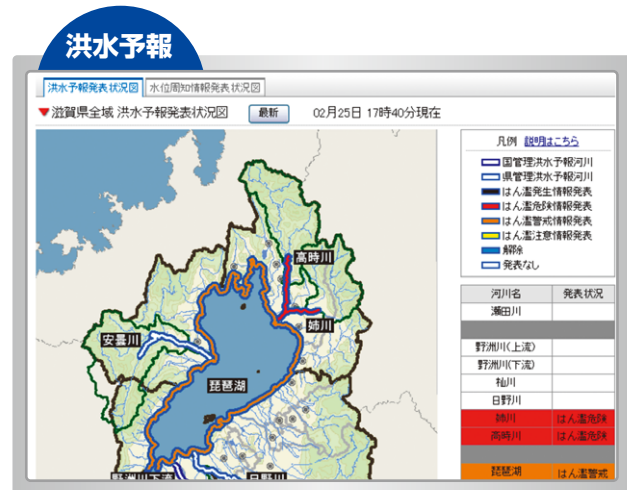 洪水予報
洪水予報発表状況図 水位周知情報発表状況図
▼滋賀県全域 洪水予報発表状況図 最新 02月25日 17時40分現在
凡例 説明はこちら
国管理洪水予報河川
県管理洪水予報河川
はん濫発生情報発表
はん濫危険情報発表
はん濫警戒情報発表
はん濫注意情報発表
解除
発表なし
高時川
姉川
安曇川
琵琶湖
野洲川下流
日野川
河川名 発表状況
瀬田川
野洲川(上流)
野洲川(下流)
杣川
日野川
姉川 はん濫危険
高時川 はん濫危険
琵琶湖 はん濫警戒